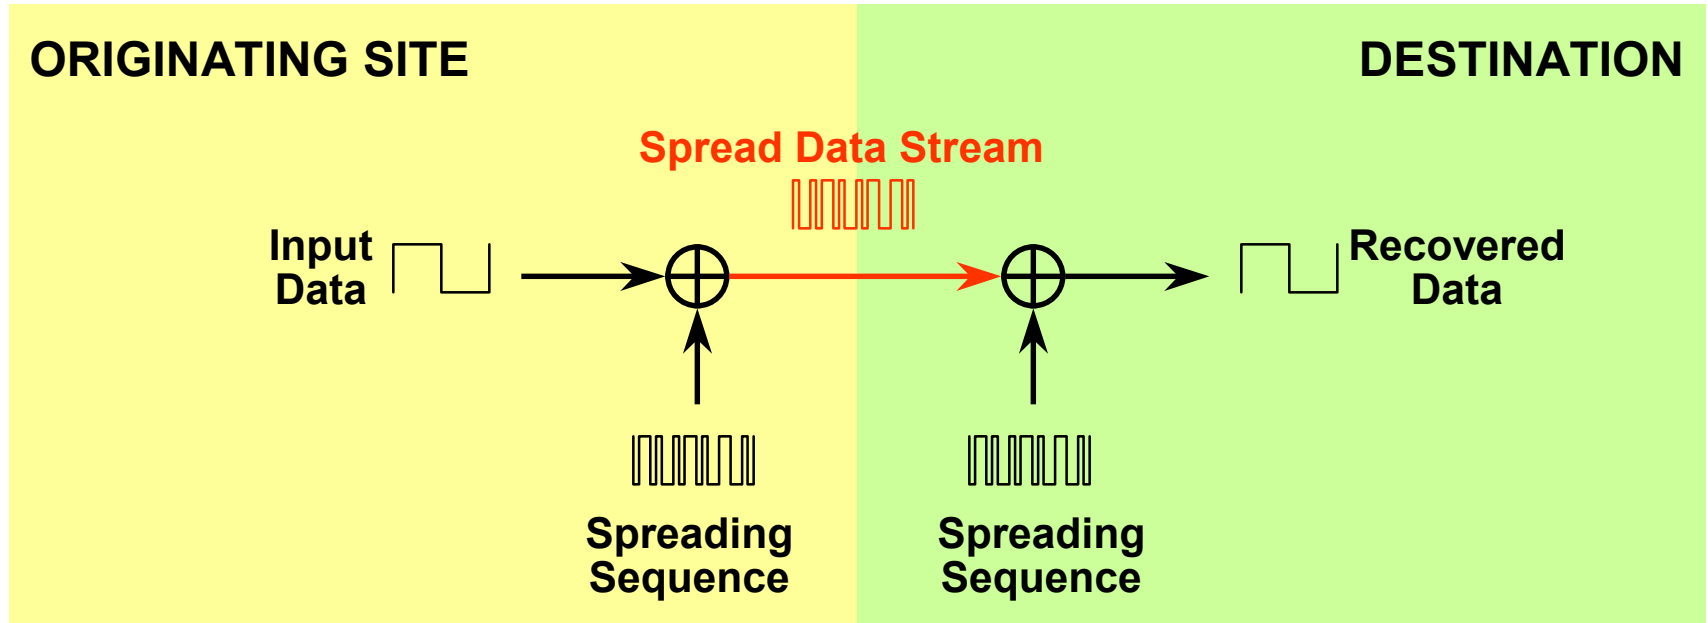 ORIGINATING SITE
DESTINATION
Spread Data Stream
Input
Data
Recovered
Data
Spreading
Sequence
Spreading
Sequence